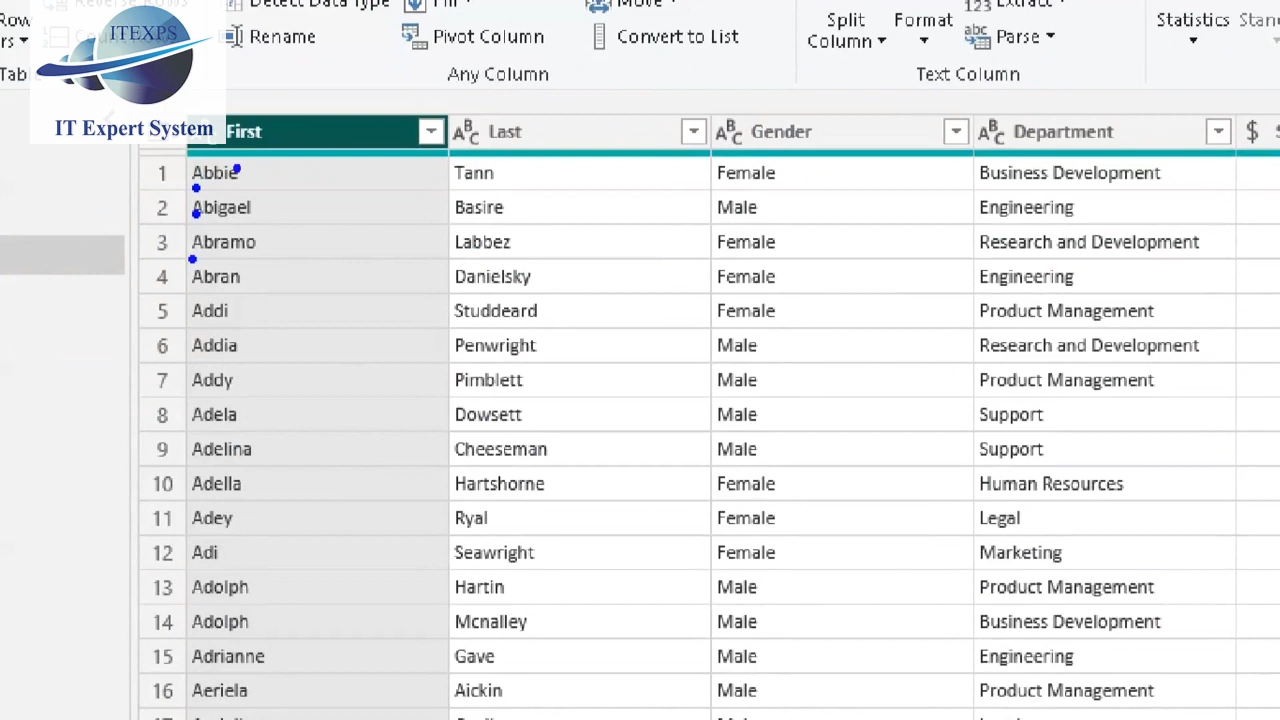 Detect Data Type
Move
Extract
Rename
Pivot Column
Convert to List
Split Column
Format
Parse
Statistics
Any Column
Text Column
ITEXPS
IT Expert System
First Last Gender Department $
1 Abbie Tann Female Business Development
2 Abigael Basire Male Engineering
3 Abramo Labbez Female Research and Development
4 Abran Danielsky Female Engineering
5 Addi Studdeard Female Product Management
6 Addia Penwright Male Research and Development
7 Addy Pimblett Male Product Management
8 Adela Dowsett Male Support
9 Adelina Cheeseman Male Support
10 Adella Hartshorne Female Human Resources
11 Adey Ryal Female Legal
12 Adi Seawright Female Marketing
13 Adolph Hartin Male Product Management
14 Adolph Mcnalley Male Business Development
15 Adrianne Gave Male Engineering
16 Aeriela Aickin Male Product Management